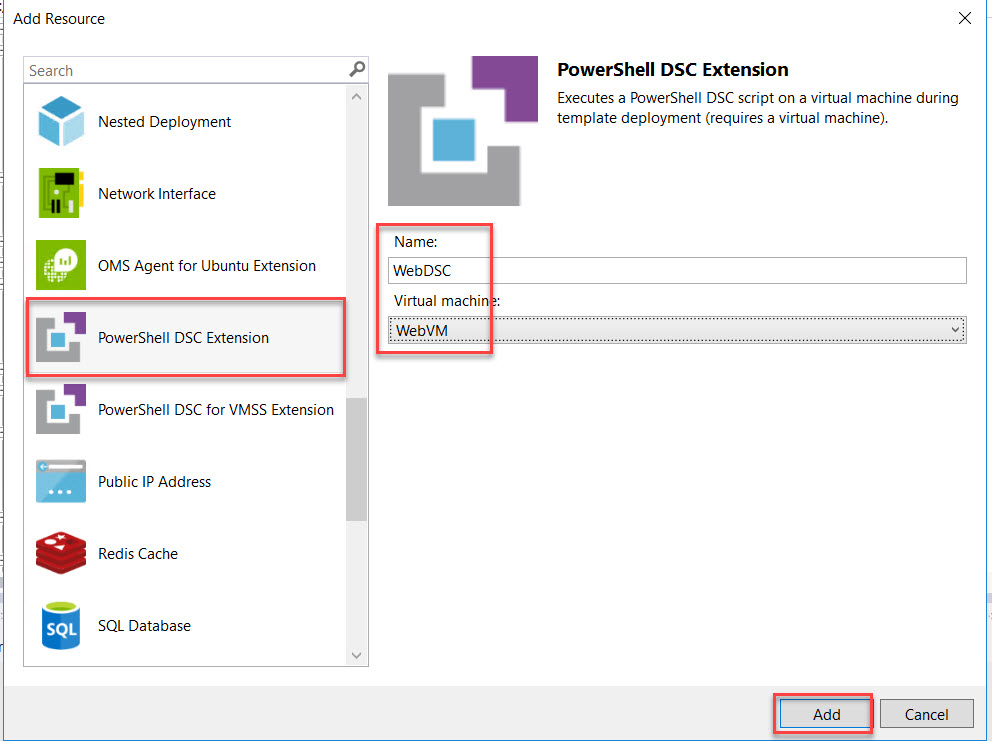 Add Resource
Search
Nested Deployment
Network Interface
OMS Agent for Ubuntu Extension
PowerShell DSC Extension
PowerShell DSC for VMSS Extension
Public IP Address
Redis Cache
SQL
SQL Database
PowerShell DSC Extension
Executes a PowerShell DSC script on a virtual machine during
template deployment (requires a virtual machine).
Name:
WebDSC
Virtual machine:
WebVM
Add
Cancel